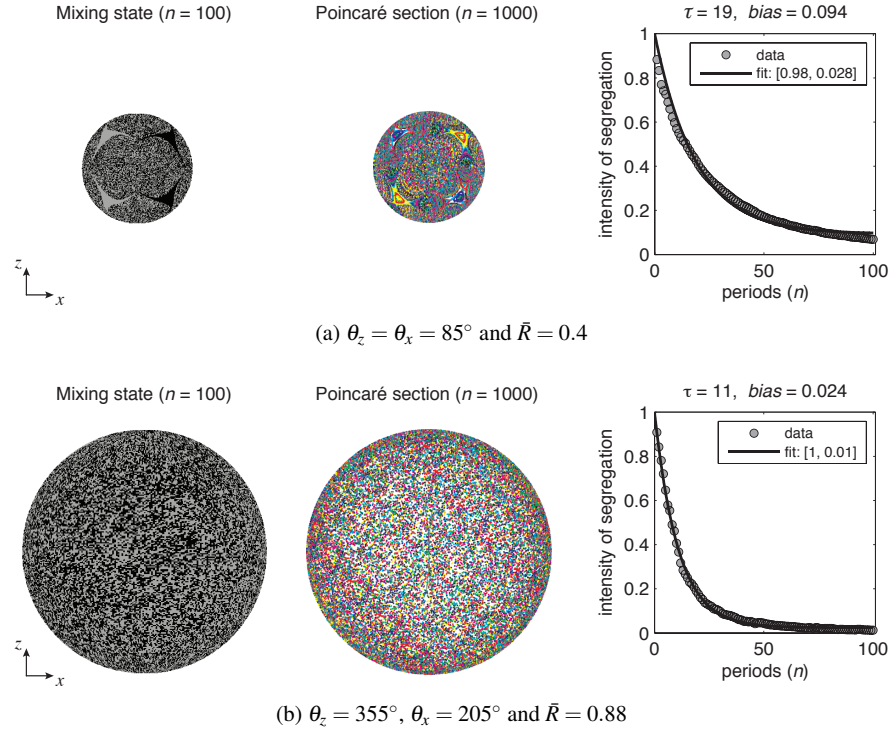 Mixing state (n = 100)
Poincaré section (n = 1000)
τ = 19, bias = 0.094
data
fit: [0.98, 0.028]
intensity of segregation
1
0.8
0.6
0.4
0.2
0
0 50 100
periods (n)
z
x
(a) θz = θx = 85° and R̄ = 0.4
Mixing state (n = 100)
Poincaré section (n = 1000)
τ = 11, bias = 0.024
data
fit: [1, 0.01]
intensity of segregation
1
0.8
0.6
0.4
0.2
0
0 50 100
periods (n)
z
x
(b) θz = 355°, θx = 205° and R̄ = 0.88